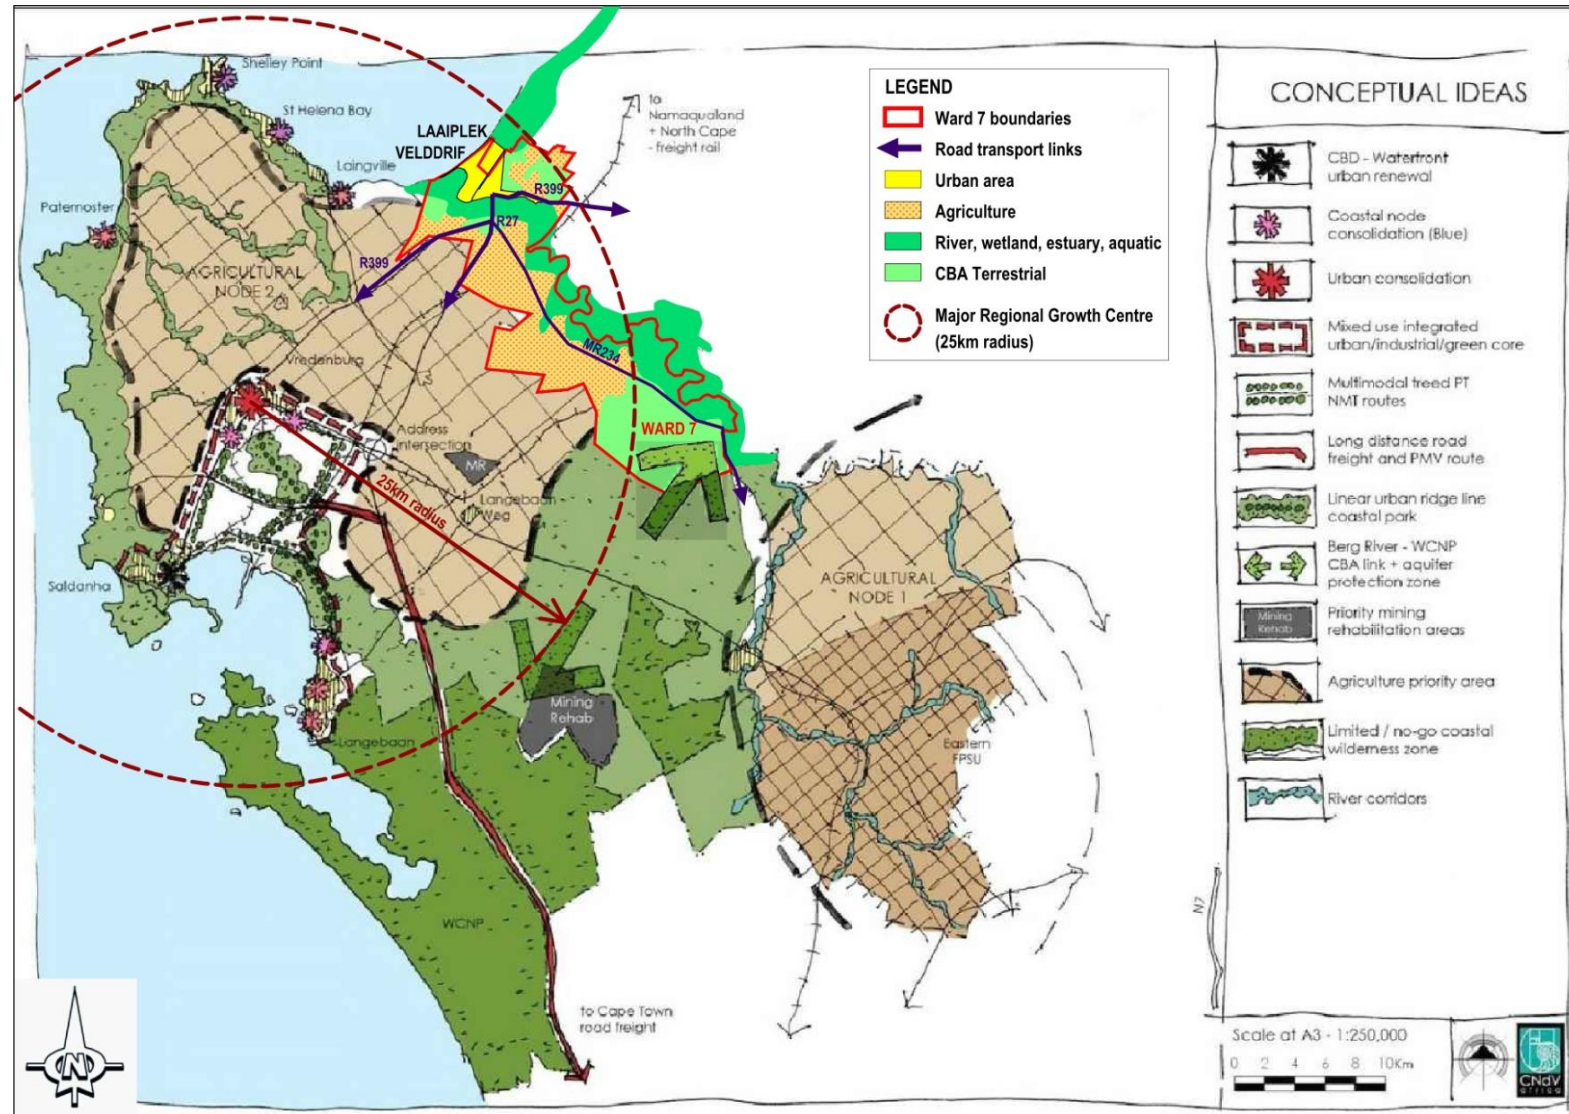 Shelley Point
St Helena Bay
Laingville
Paternoster
LAAIPLEK
VELDDRIF
to
Namaqualand
+ North Cape
- freight rail
R399
R27
R399
MR234
AGRICULTURAL
NODE 2
Vredenburg
Address
intersection
MR
25km radius
Langebaan
Weg
WARD 7
Saldanha
AGRICULTURAL
NODE 1
Mining
Rehab
Langebaan
Eastern
FPSU
WCNP
to Cape Town
road freight
N7
N
LEGEND
Ward 7 boundaries
Road transport links
Urban area
Agriculture
River, wetland, estuary, aquatic
CBA Terrestrial
Major Regional Growth Centre
(25km radius)
CONCEPTUAL IDEAS
CBD - Waterfront
urban renewal
Coastal node
consolidation (Blue)
Urban consolidation
Mixed use integrated
urban/industrial/green core
Multimodal treed PT
NMT routes
Long distance road
freight and PMV route
Linear urban ridge line
coastal park
Berg River - WCNP
CBA link + aquifer
protection zone
Mining
Rehab
Priority mining
rehabilitation areas
Agriculture priority area
Limited / no-go coastal
wilderness zone
River corridors
Scale at A3 - 1:250,000
0 2 4 6 8 10Km
CNdV
africa